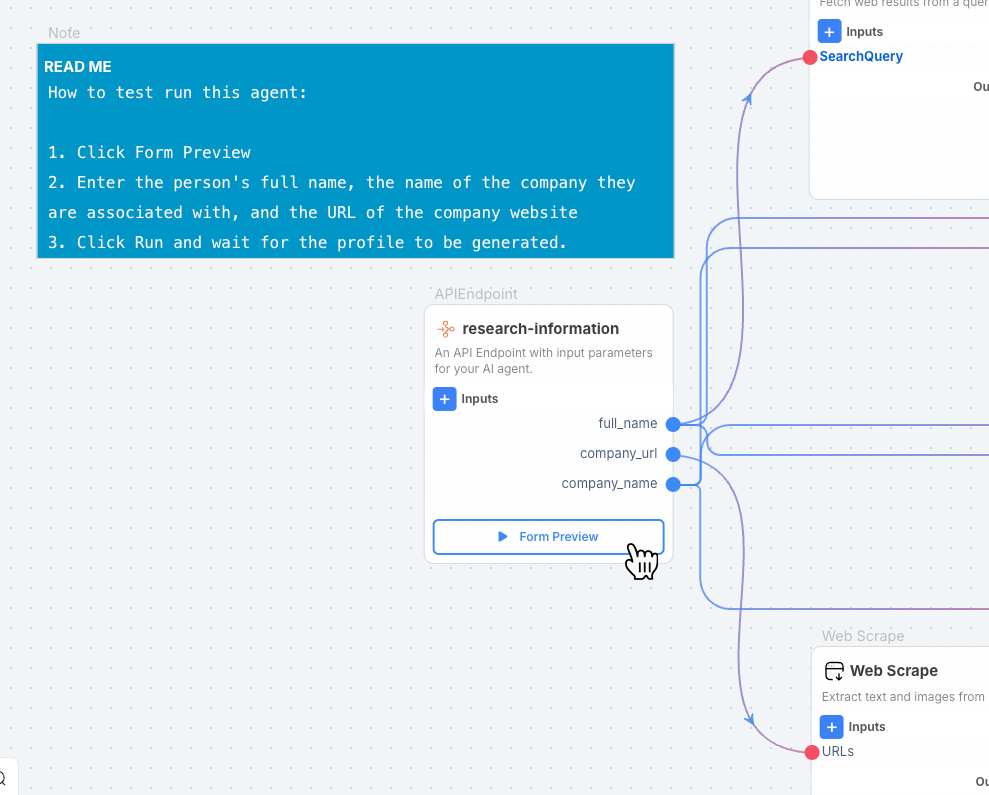 Note
READ ME
How to test run this agent:
1. Click Form Preview
2. Enter the person's full name, the name of the company they
are associated with, and the URL of the company website
3. Click Run and wait for the profile to be generated.
Fetch web results from a quer
+ Inputs
SearchQuery
Ou
APIEndpoint
research-information
An API Endpoint with input parameters
for your AI agent.
+ Inputs
full_name
company_url
company_name
Form Preview
Web Scrape
Web Scrape
Extract text and images from
+ Inputs
URLs
Ou